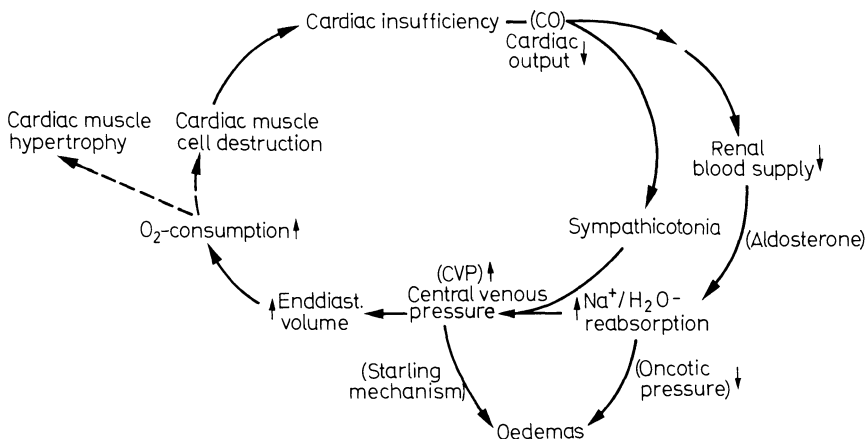 Cardiac insufficiency — (CO)
Cardiac
output ↓
Cardiac muscle
hypertrophy
Cardiac muscle
cell destruction
Renal
blood supply ↓
O₂-consumption ↑
Sympathicotonia
(Aldosterone)
(CVP) ↑
Central venous
pressure
↑ Enddiast.
volume
↑ Na⁺/H₂O-
reabsorption
(Starling
mechanism)
(Oncotic
pressure) ↓
Oedemas